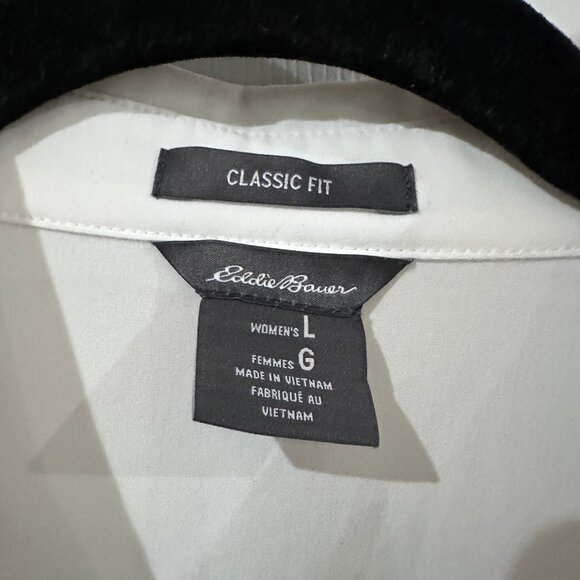 CLASSIC FIT
Eddie Bauer
WOMEN'S L
FEMMES G
MADE IN VIETNAM
FABRIQUÉ AU
VIETNAM